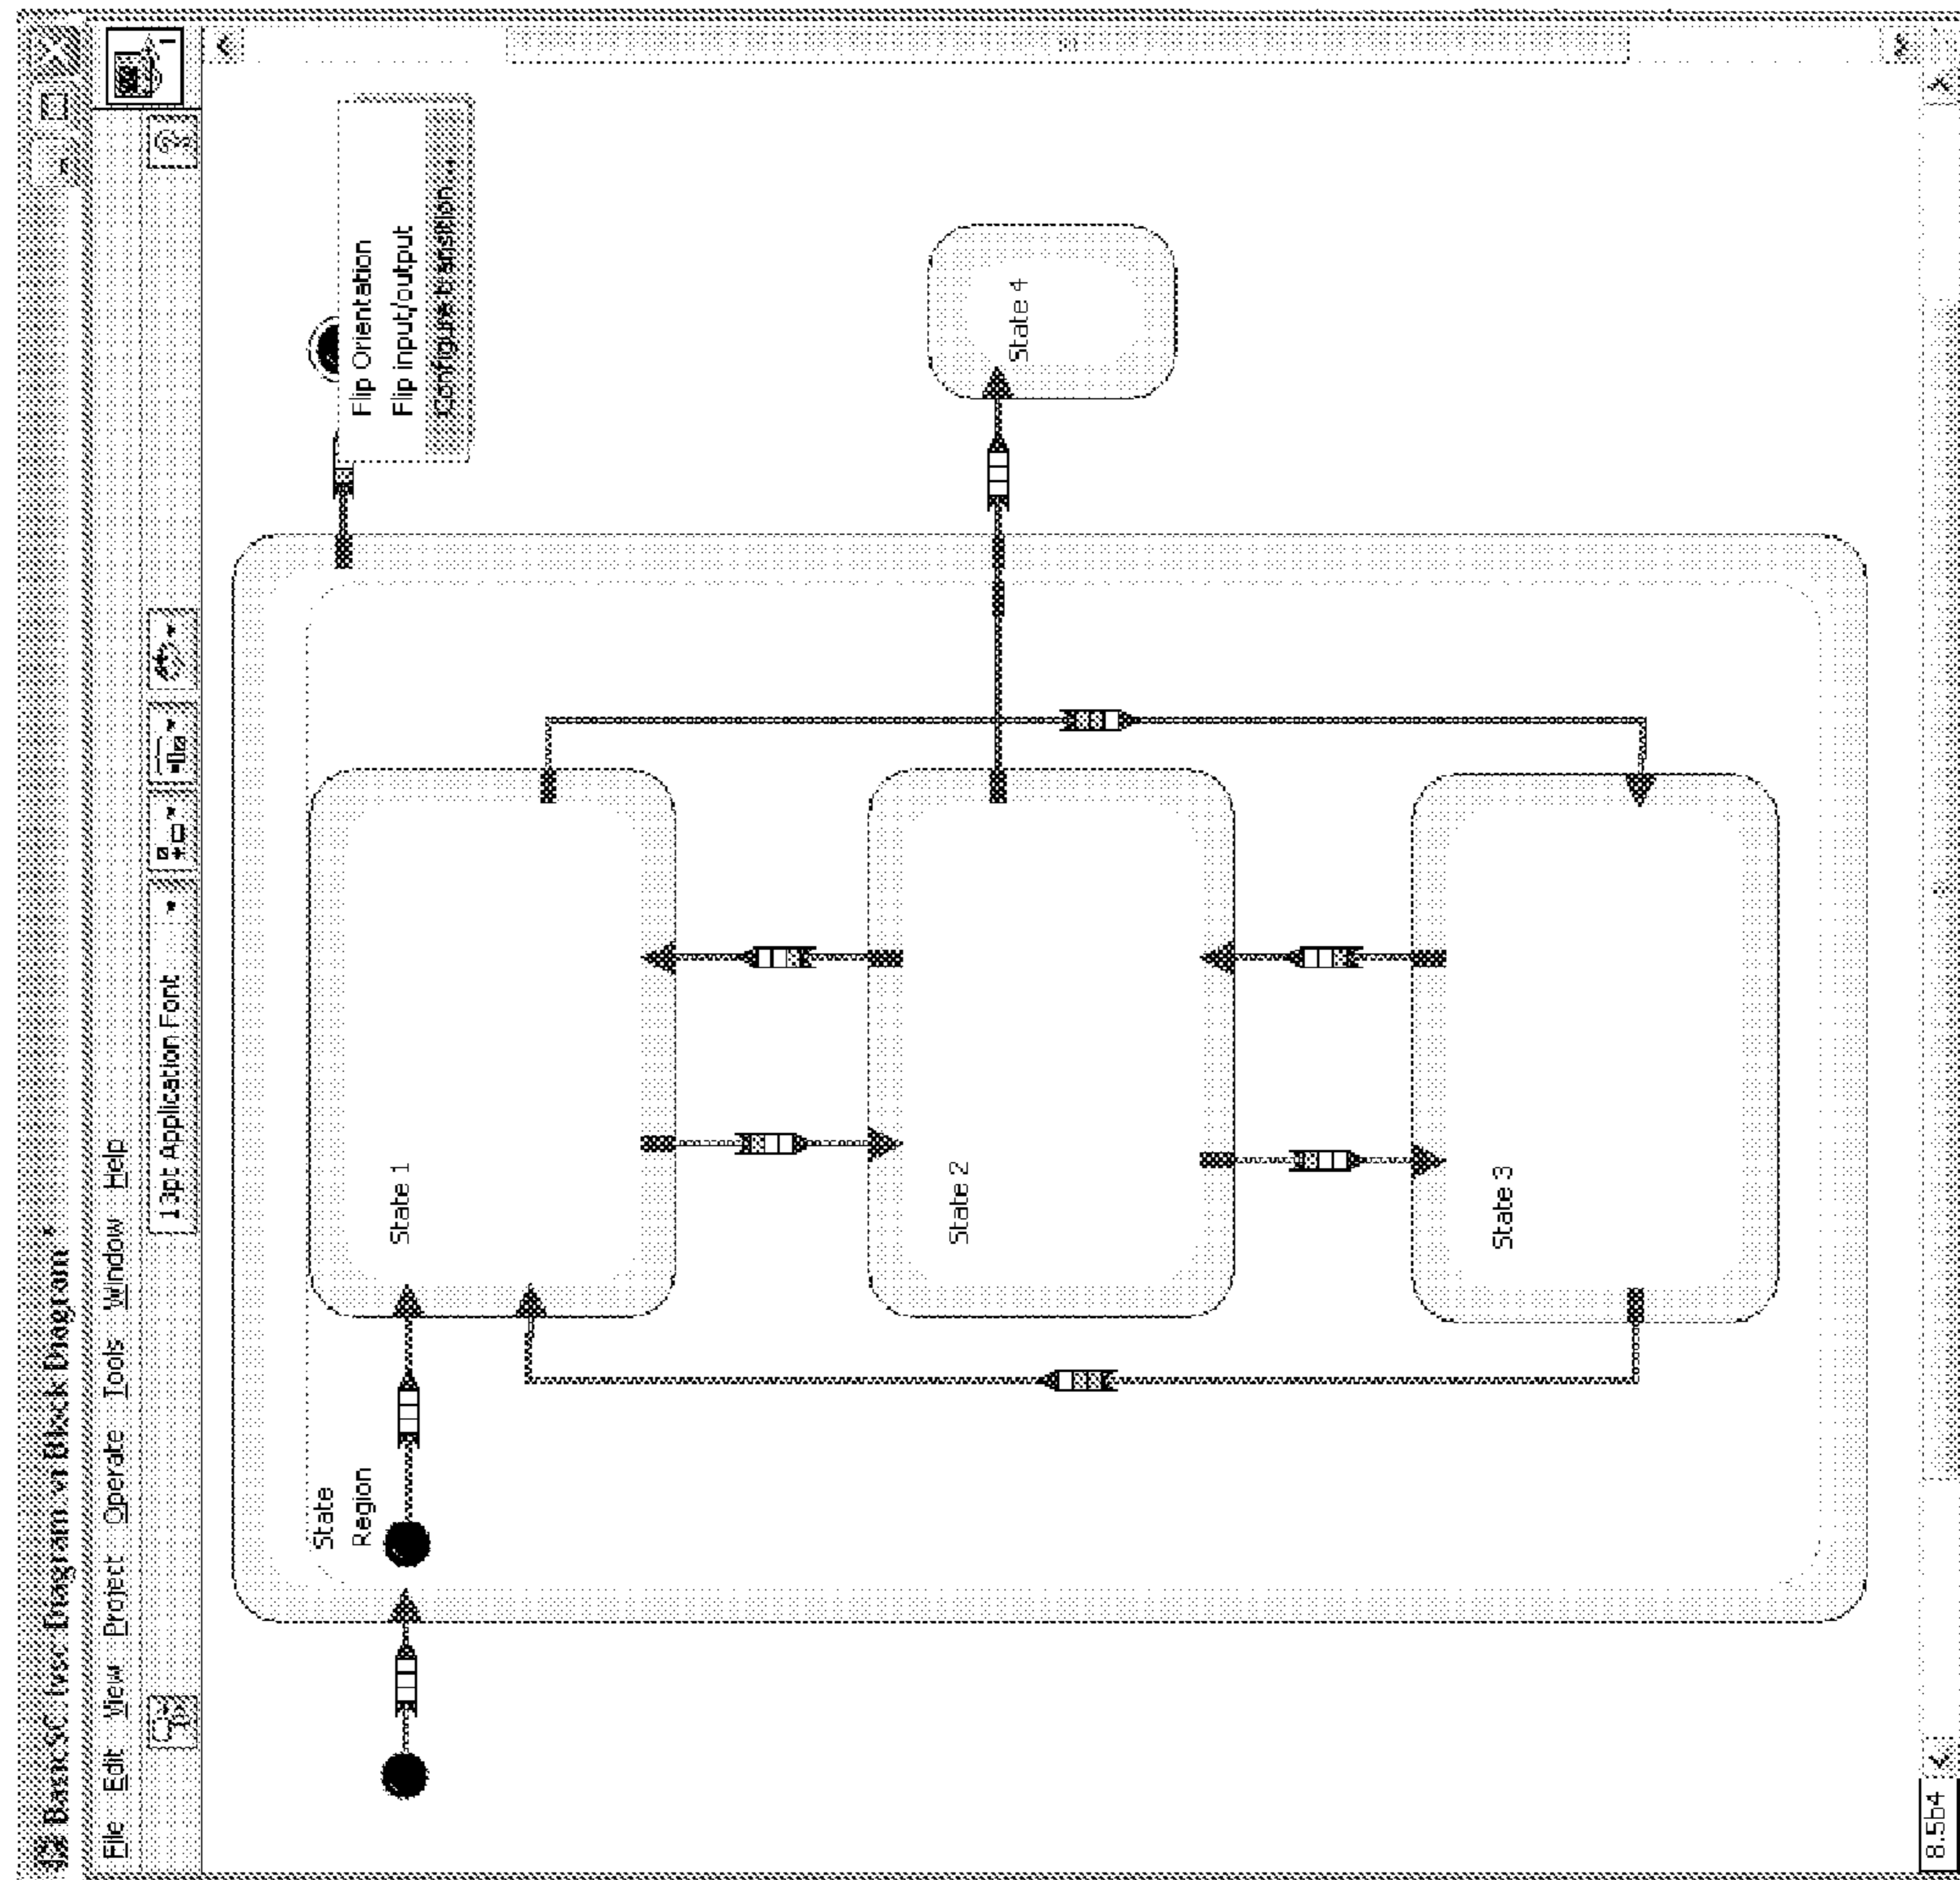 BasicSC.lvsc:Diagram.vi Block Diagram *
File Edit View Project Operate Tools Window Help
13pt Application Font
State
Region
State 1
Flip Orientation
Flip input/output
Configure transition...
State 2
State 4
State 3
8.5b4